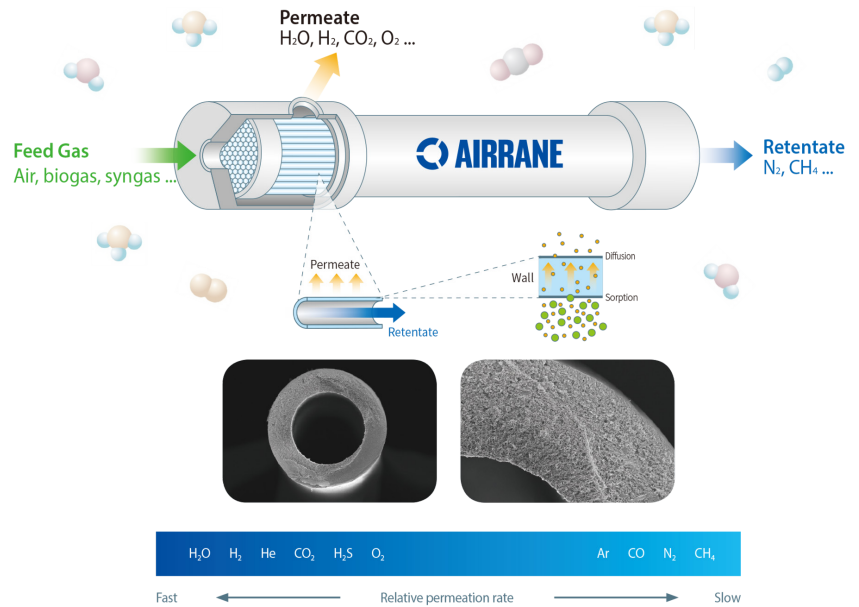 Permeate
H₂O, H₂, CO₂, O₂ ...
Feed Gas
Air, biogas, syngas ...
AIRRANE
Retentate
N₂, CH₄ ...
Permeate
Retentate
Wall
Diffusion
Sorption
H₂O H₂ He CO₂ H₂S O₂ Ar CO N₂ CH₄
Fast Relative permeation rate Slow